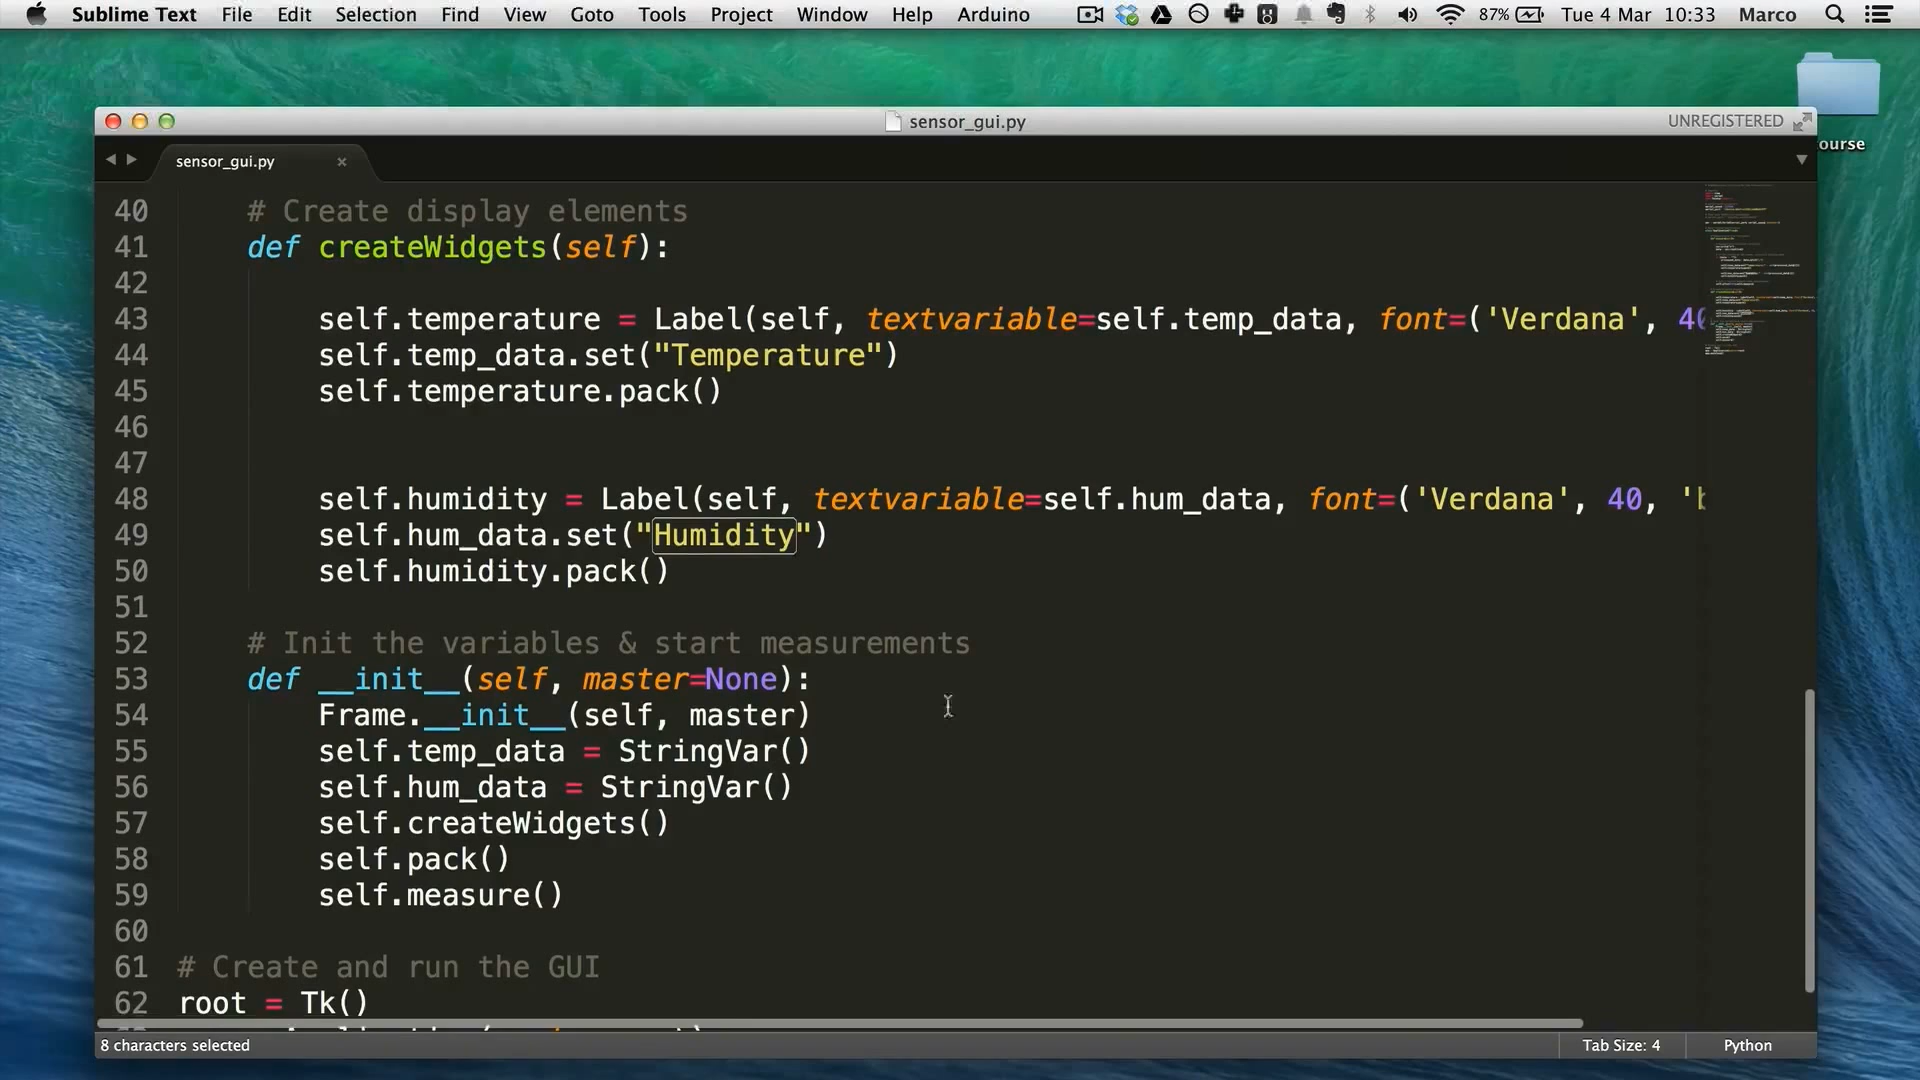 Sublime Text File Edit Selection Find View Goto Tools Project Window Help Arduino 87% Tue 4 Mar 10:33 Marco
sensor_gui.py UNREGISTERED
ourse
sensor_gui.py ×
40 # Create display elements
41 def createWidgets(self):
42
43 self.temperature = Label(self, textvariable=self.temp_data, font=('Verdana', 40
44 self.temp_data.set("Temperature")
45 self.temperature.pack()
46
47
48 self.humidity = Label(self, textvariable=self.hum_data, font=('Verdana', 40, 'b
49 self.hum_data.set("Humidity")
50 self.humidity.pack()
51
52 # Init the variables & start measurements
53 def __init__(self, master=None):
54 Frame.__init__(self, master)
55 self.temp_data = StringVar()
56 self.hum_data = StringVar()
57 self.createWidgets()
58 self.pack()
59 self.measure()
60
61 # Create and run the GUI
62 root = Tk()
8 characters selected Tab Size: 4 Python